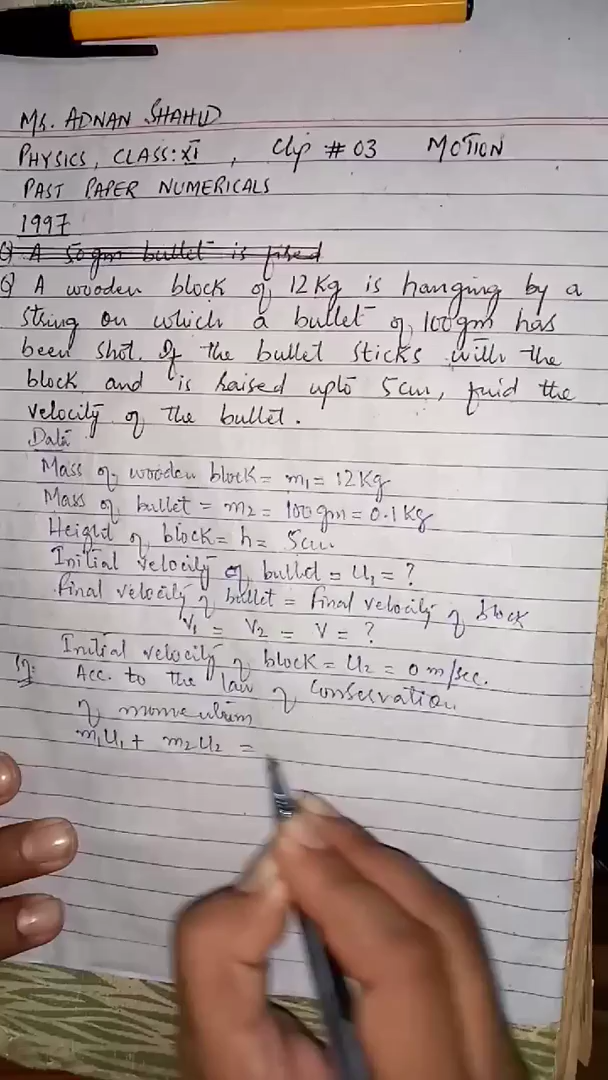 MS. ADNAN SHAHID
PHYSICS, CLASS: XI , Clip # 03 MOTION
PAST PAPER NUMERICALS
1997
Q A 50gm bullet is fired
Q A wooden block of 12 Kg is hanging by a
string on which a bullet of 100gm has
been shot. If the bullet sticks with the
block and is raised upto 5cm, find the
velocity of the bullet.
Data
Mass of wooden block = m₁ = 12 Kg
Mass of bullet = m₂ = 100 gm = 0.1 Kg
Height of block = h = 5cm.
Initial velocity of bullet = U₁ = ?
Final velocity of bullet = Final velocity of block
V₁ = V₂ = V = ?
Initial velocity of block = U₂ = 0 m/sec.
Acc. to the law of Conservation
of momentum
m₁U₁ + m₂U₂ =